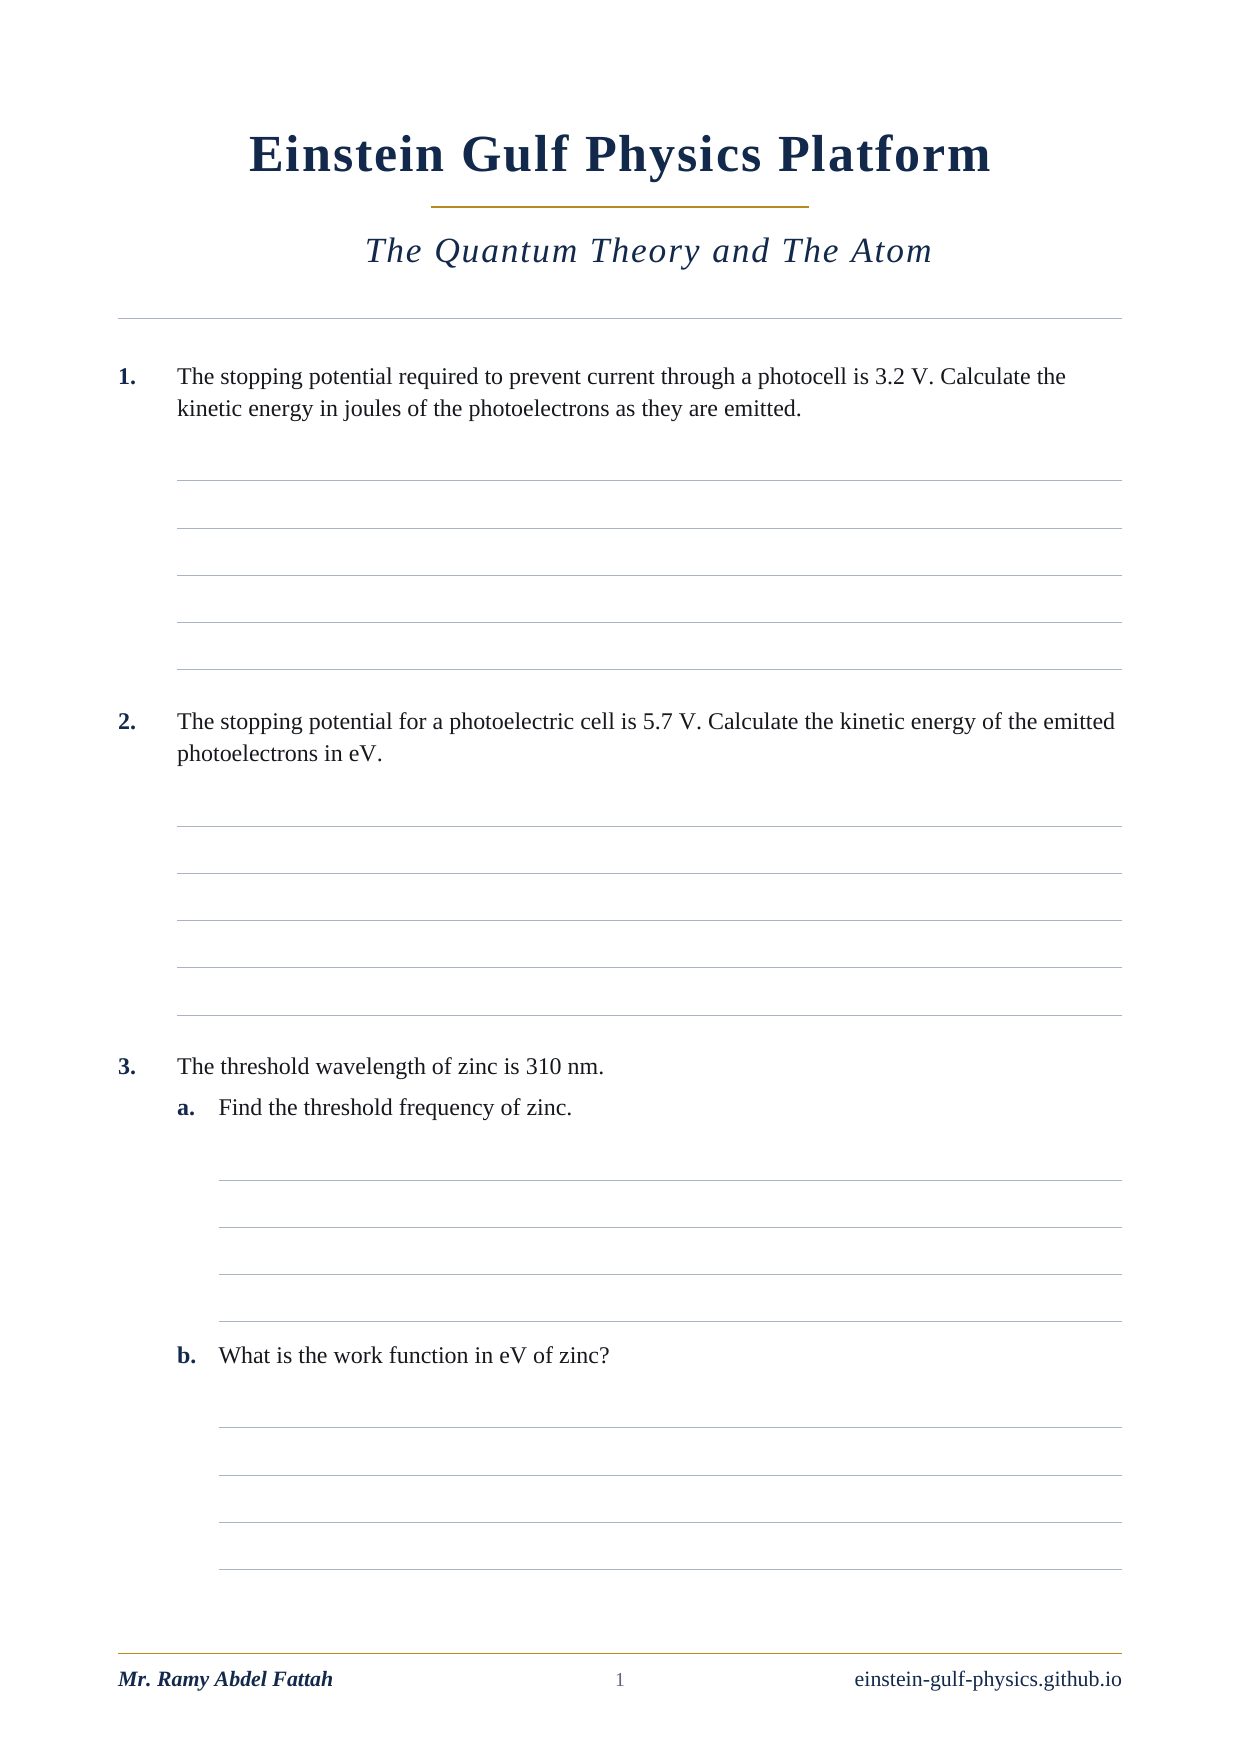 Einstein Gulf Physics Platform
The Quantum Theory and The Atom
1. The stopping potential required to prevent current through a photocell is 3.2 V. Calculate the
kinetic energy in joules of the photoelectrons as they are emitted.
2. The stopping potential for a photoelectric cell is 5.7 V. Calculate the kinetic energy of the emitted
photoelectrons in eV.
3. The threshold wavelength of zinc is 310 nm.
a. Find the threshold frequency of zinc.
b. What is the work function in eV of zinc?
Mr. Ramy Abdel Fattah 1 einstein-gulf-physics.github.io